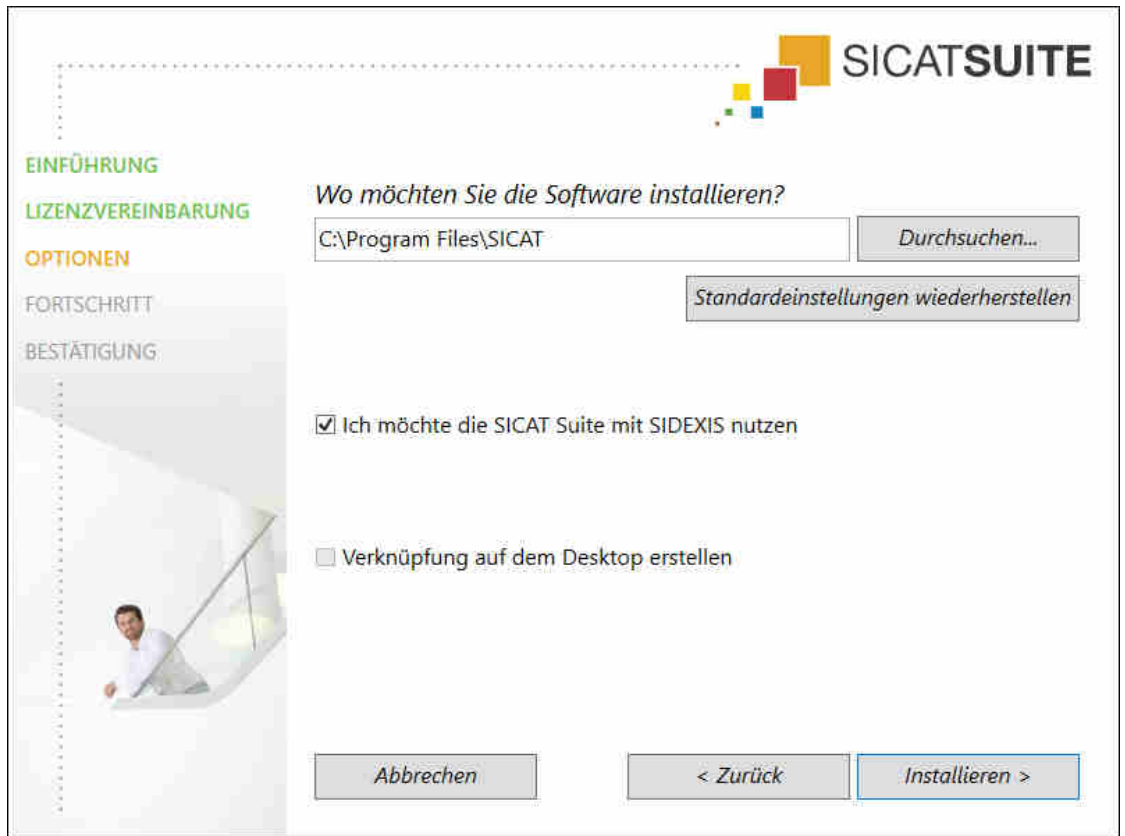 SICATSUITE
EINFÜHRUNG
LIZENZVEREINBARUNG
OPTIONEN
FORTSCHRITT
BESTÄTIGUNG
Wo möchten Sie die Software installieren?
C:\Program Files\SICAT
Durchsuchen...
Standardeinstellungen wiederherstellen
Ich möchte die SICAT Suite mit SIDEXIS nutzen
Verknüpfung auf dem Desktop erstellen
Abbrechen
< Zurück
Installieren >